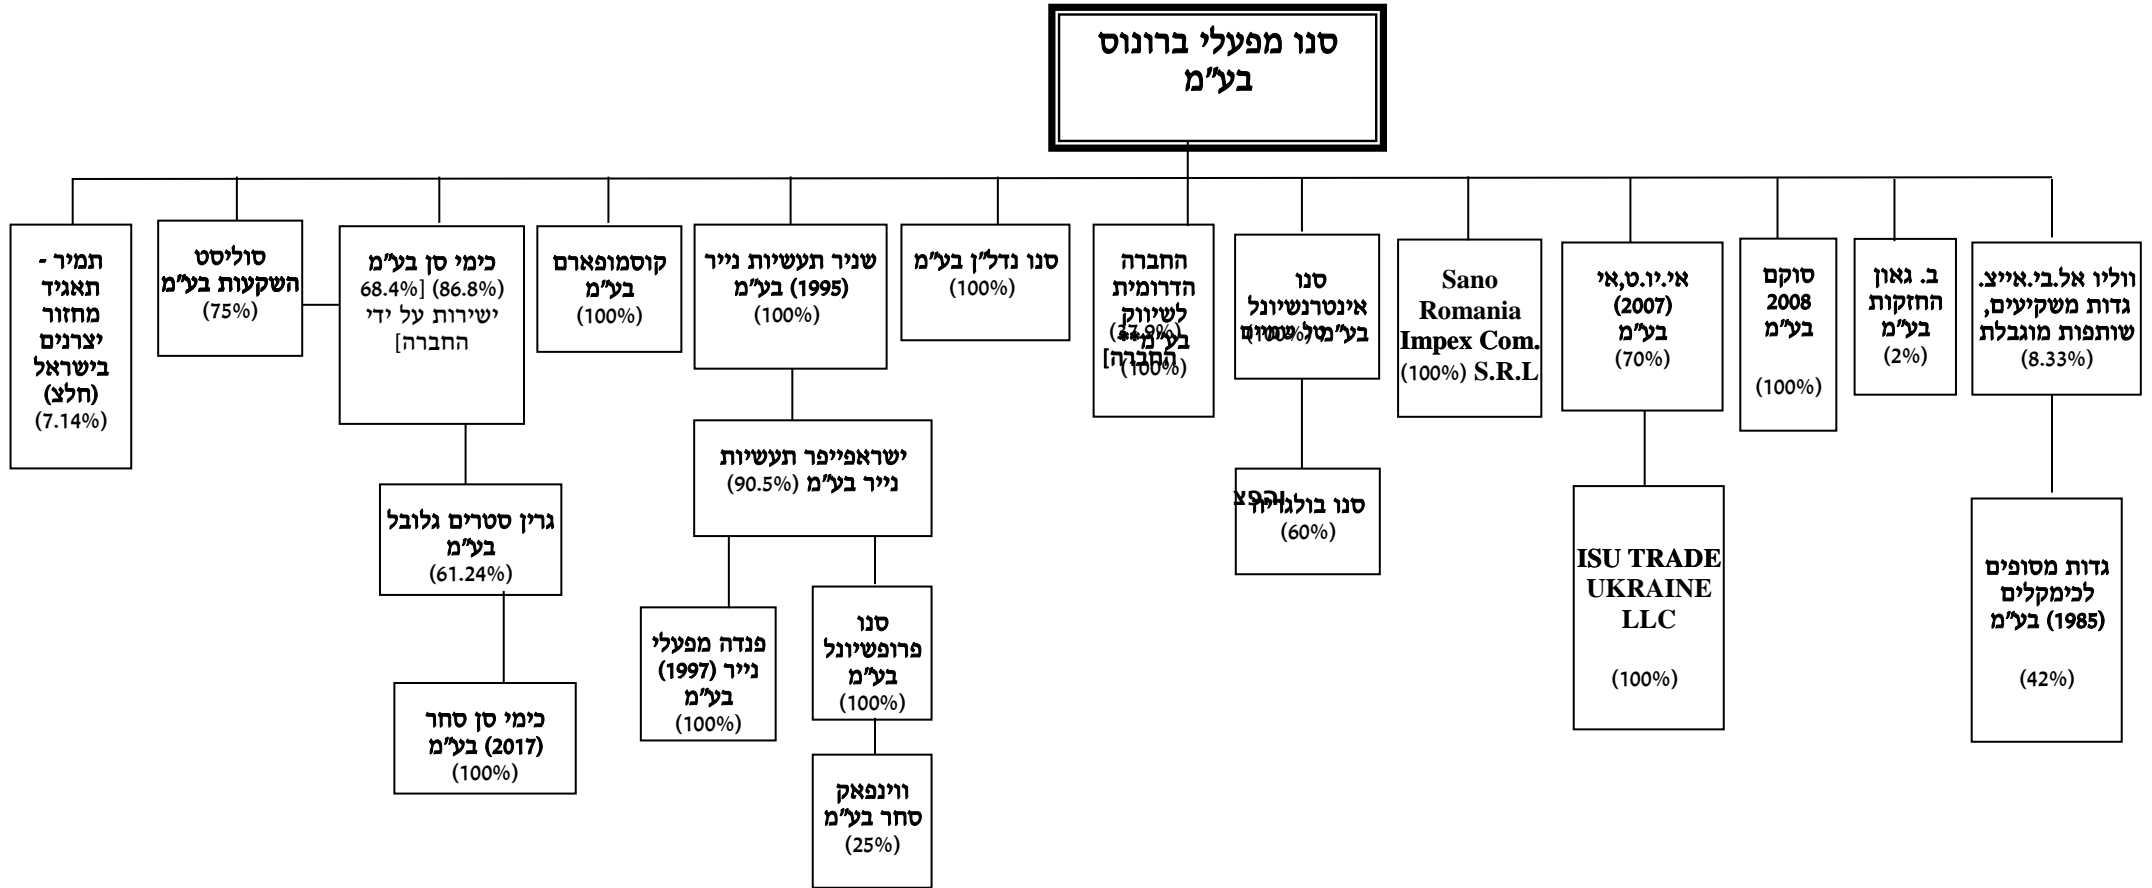 סנו מפעלי ברונוס
בע"מ
ווליו אל.בי.אייצ.
גדות משקיעים,
שותפות מוגבלת
(8.33%)
ב. גאון
החזקות
בע"מ
(2%)
סוקם
2008
בע"מ
(100%)
אי.יו.ט,אי
(2007)
בע"מ
(70%)
Sano
Romania
Impex Com.
(100%) S.R.L
סנו
אינטרנשיונל
בע"מ
(100%)
החברה
הדרומית
לשיווק
בע"מ
החברה]
(100%)
סנו נדל"ן בע"מ
(100%)
שניר תעשיות נייר
(1995) בע"מ
(100%)
קוסמופארם
בע"מ
(100%)
כימי סן בע"מ
(86.8%) [68.4%
ישירות על ידי
החברה]
סוליסט
השקעות בע"מ
(75%)
תמיר -
תאגיד
מחזור
יצרנים
בישראל
(חלצ)
(7.14%)
גדות מסופים
לכימקלים
(1985) בע"מ
(42%)
ISU TRADE
UKRAINE
LLC
(100%)
סנו בולגריה
(60%)
ישראפייפר תעשיות
נייר בע"מ (90.5%)
סנו
פרופשיונל
בע"מ
(100%)
פנדה מפעלי
נייר (1997)
בע"מ
(100%)
ווינפאק
סחר בע"מ
(25%)
גרין סטרים גלובל
בע"מ
(61.24%)
כימי סן סחר
(2017) בע"מ
(100%)